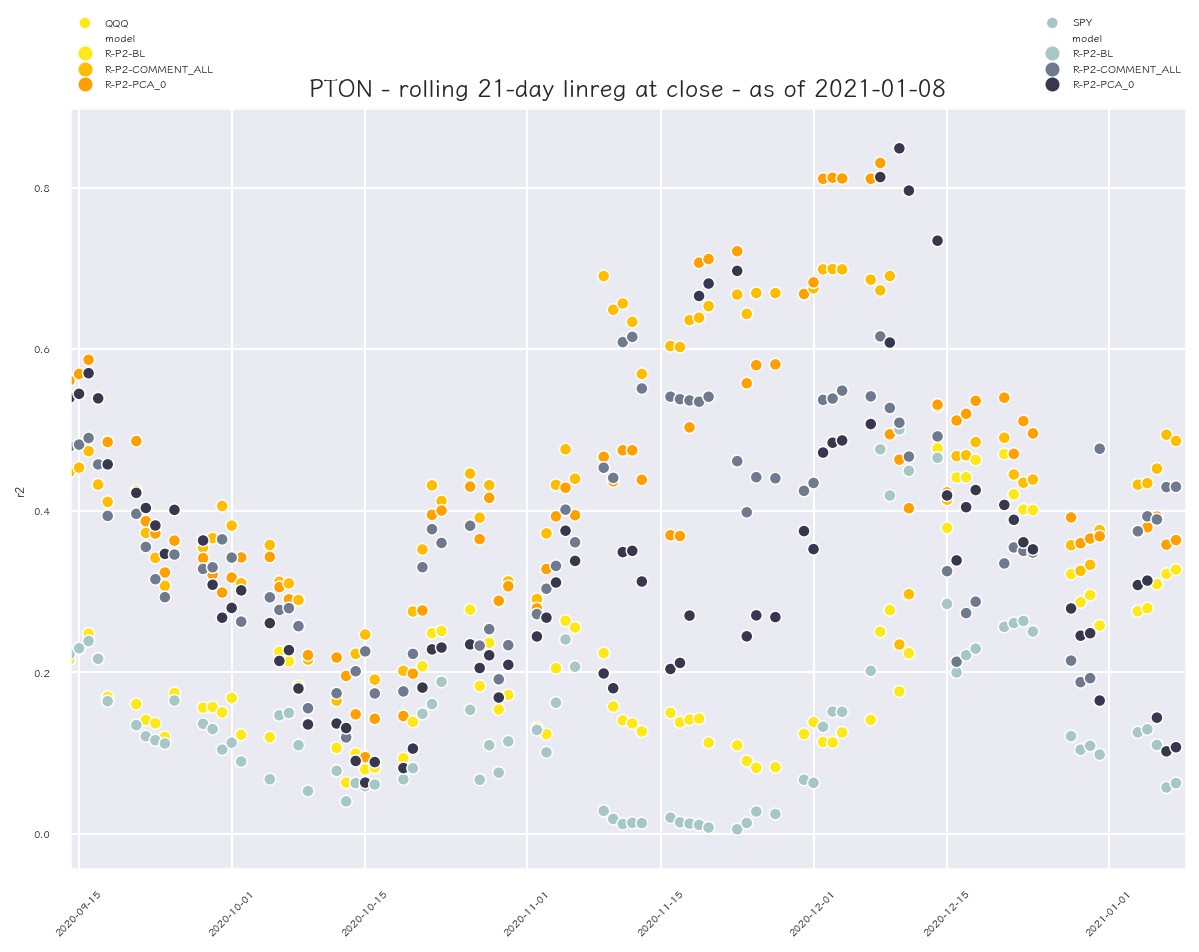 QQQ
model
R-P2-BL
R-P2-COMMENT_ALL
R-P2-PCA_0
SPY
model
R-P2-BL
R-P2-COMMENT_ALL
R-P2-PCA_0
PTON - rolling 21-day linreg at close - as of 2021-01-08
0.8
0.6
0.4
0.2
0.0
r2
2020-09-15
2020-10-01
2020-10-15
2020-11-01
2020-11-15
2020-12-01
2020-12-15
2021-01-01